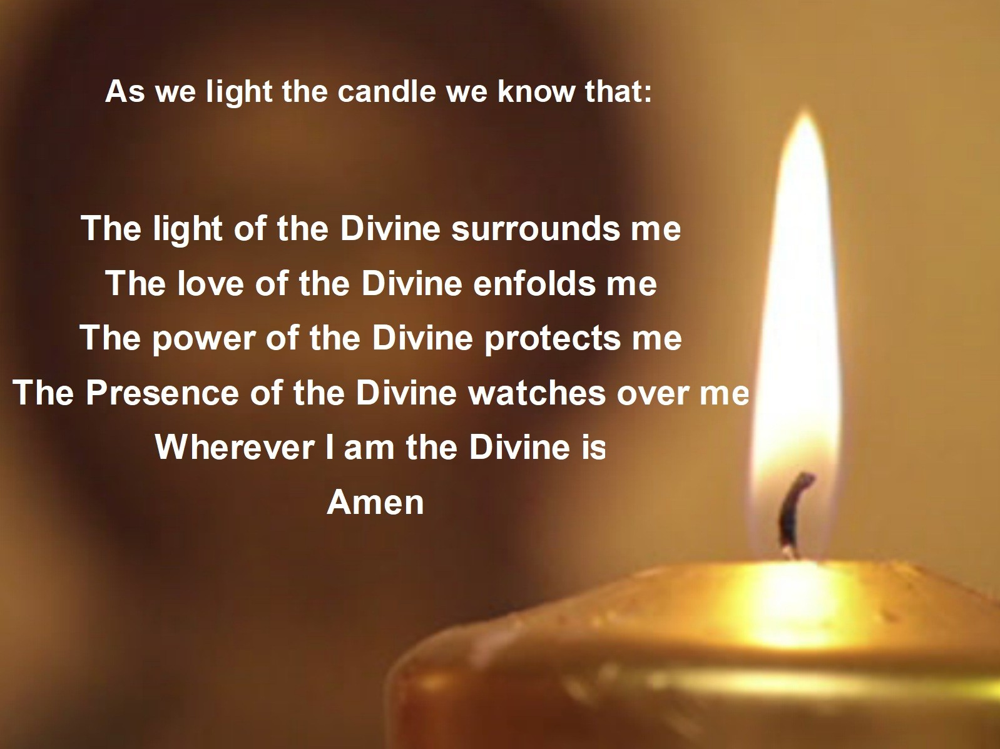 As we light the candle we know that:
The light of the Divine surrounds me
The love of the Divine enfolds me
The power of the Divine protects me
The Presence of the Divine watches over me
Wherever I am the Divine is
Amen